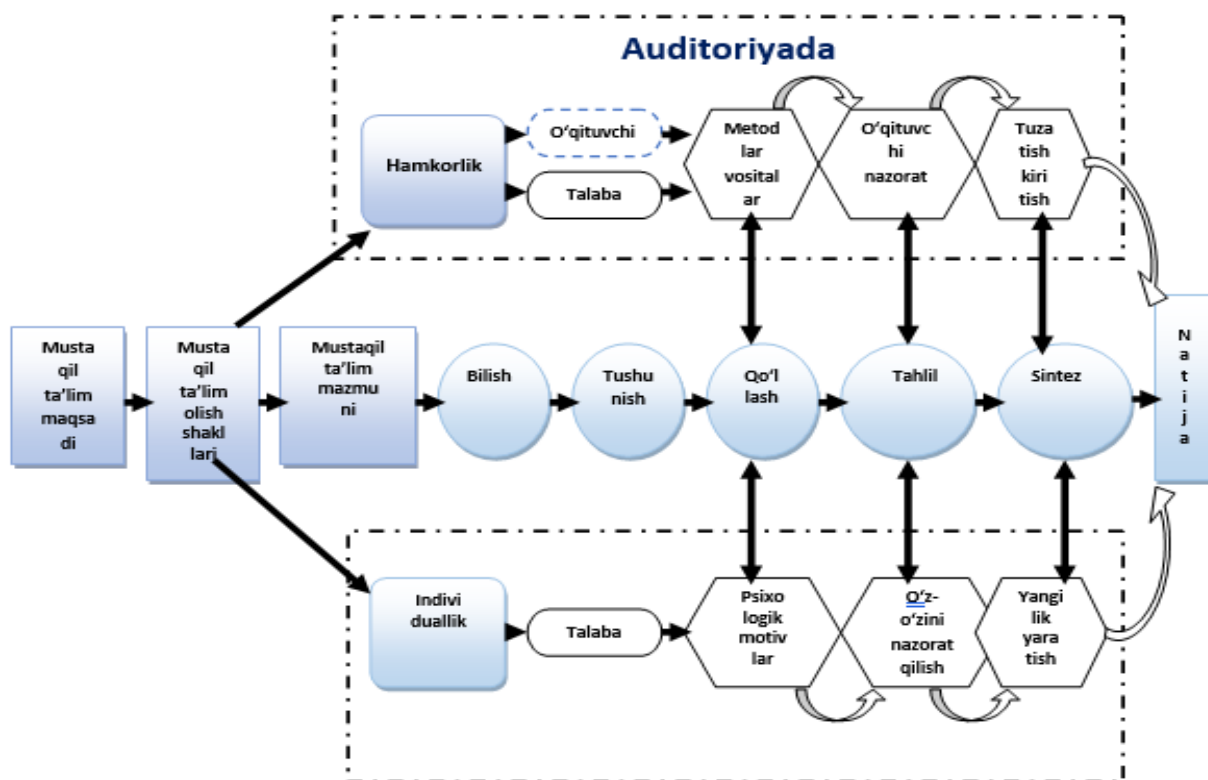 Auditoriyada
Hamkorlik
O‘qituvchi
Talaba
Metod
lar
vosital
ar
O‘qituvc
hi
nazorat
Tuza
tish
kiri
tish
Musta
qil
ta’lim
maqsa
di
Musta
qil
ta’lim
olish
shakl
lari
Mustaqil
ta’lim
mazmu
ni
Bilish
Tushu
nish
Qo‘l
lash
Tahlil
Sintez
N
a
t
i
j
a
Indivi
duallik
Talaba
Psixo
logik
motiv
lar
O‘z-
o‘zini
nazorat
qilish
Yangi
lik
yara
tish